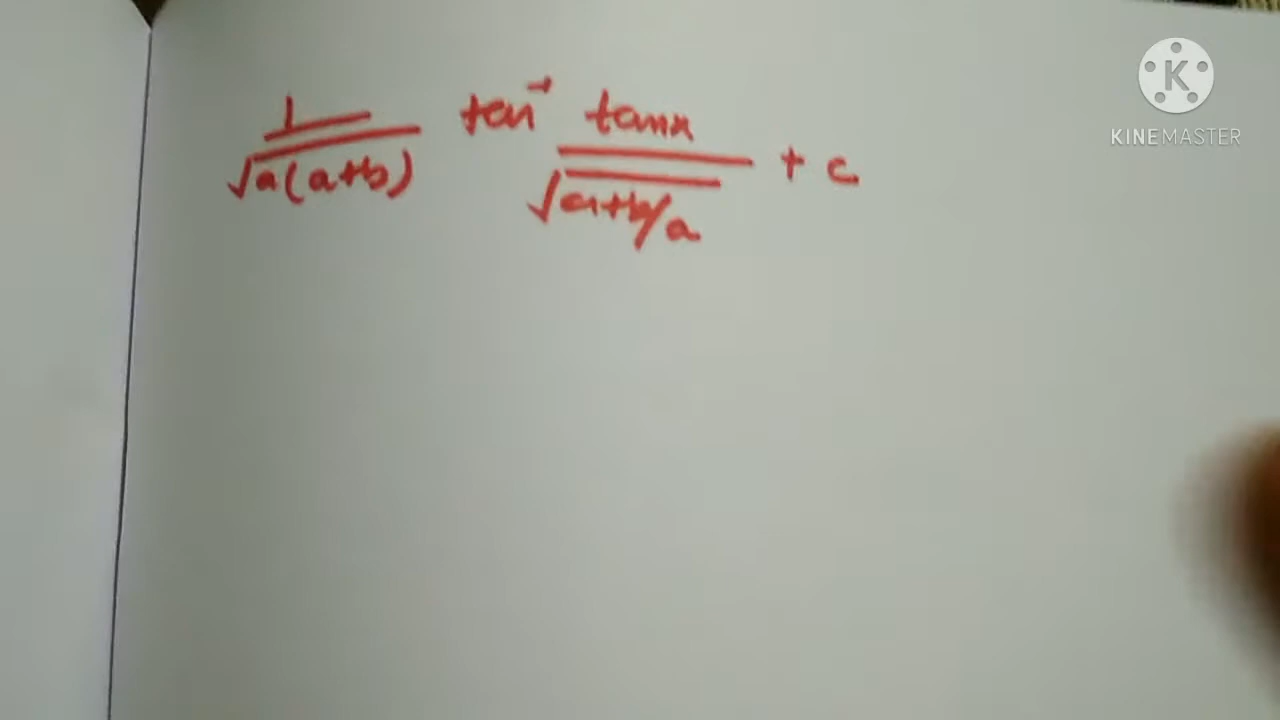 1/√a(a+b) tan⁻¹ tanx/√a+b/a + c
KINEMASTER